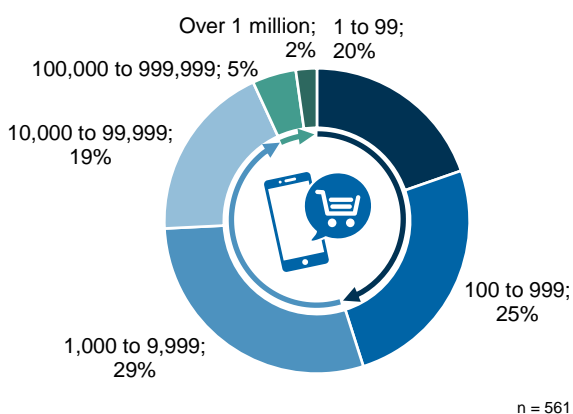 Over 1 million;
2%
1 to 99;
20%
100,000 to 999,999; 5%
10,000 to 99,999;
19%
100 to 999;
25%
1,000 to 9,999;
29%
n = 561